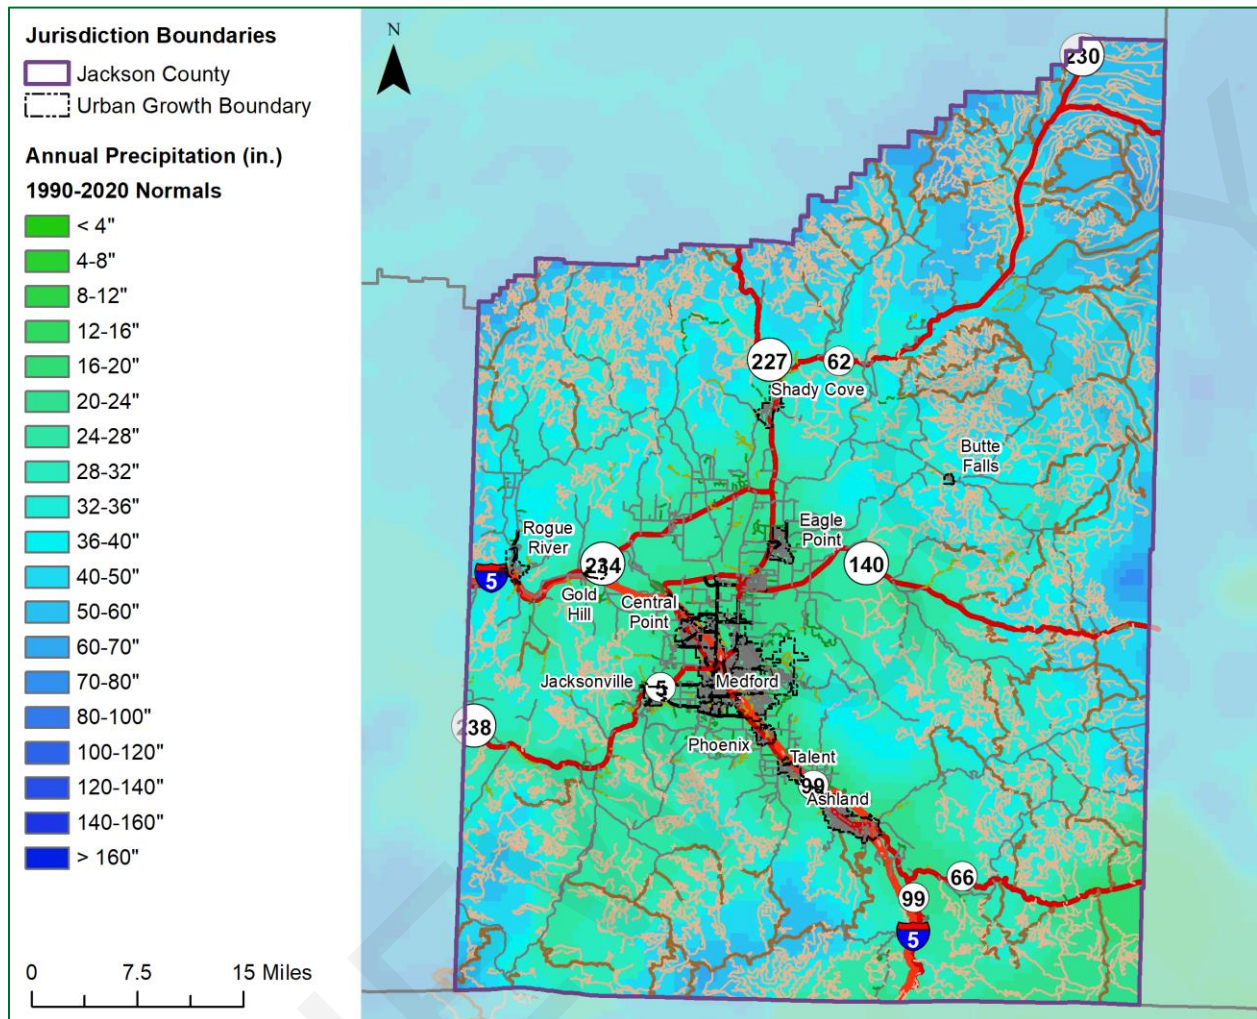 Jurisdiction Boundaries
Jackson County
Urban Growth Boundary
Annual Precipitation (in.)
1990-2020 Normals
< 4"
4-8"
8-12"
12-16"
16-20"
20-24"
24-28"
28-32"
32-36"
36-40"
40-50"
50-60"
60-70"
70-80"
80-100"
100-120"
120-140"
140-160"
> 160"
0 7.5 15 Miles
N
230
227
62
Shady Cove
Butte
Falls
Rogue
River
Eagle
Point
5
234
140
Gold
Hill
Central
Point
Jacksonville
5
Medford
238
Phoenix
Talent
99
Ashland
66
99
5